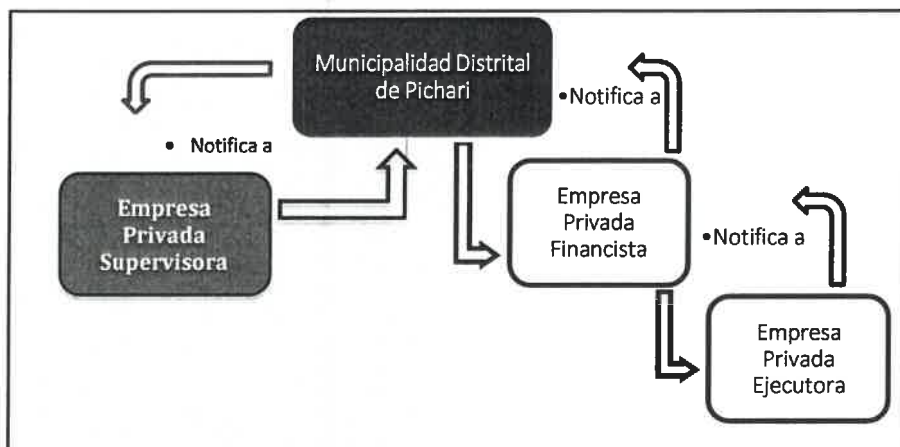 Municipalidad Distrital
de Pichari
•Notifica a
• Notifica a
Empresa
Privada
Supervisora
Empresa
Privada
Financista
•Notifica a
Empresa
Privada
Ejecutora